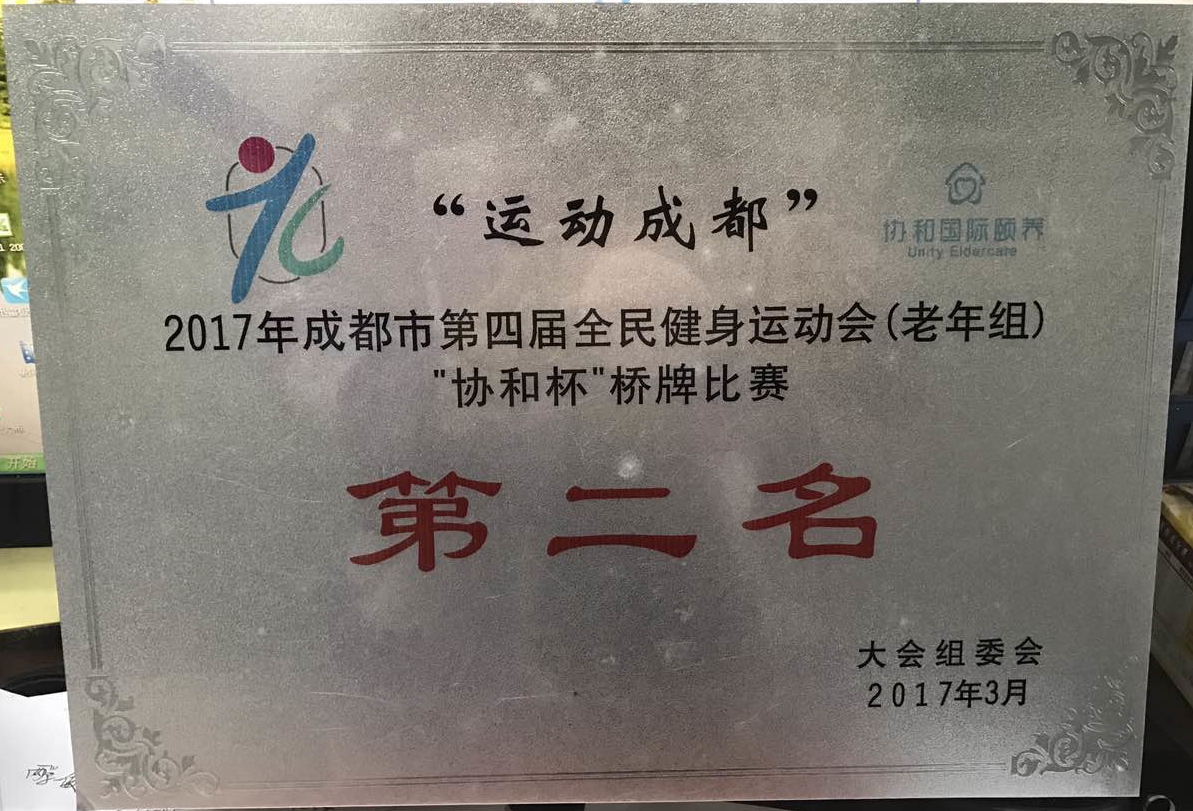 “运动成都”
协和国际颐养
Unity Eldercare
2017年成都市第四届全民健身运动会(老年组)
"协和杯"桥牌比赛
第二名
大会组委会
2017年3月
开始